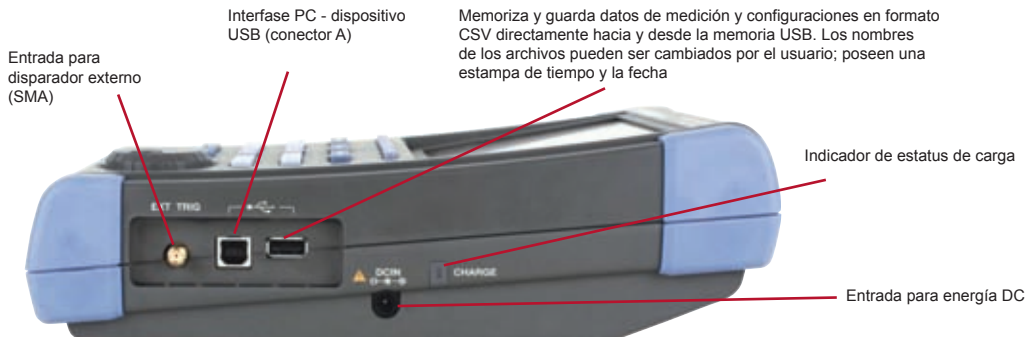 Interfase PC - dispositivo
USB (conector A)
Memoriza y guarda datos de medición y configuraciones en formato
CSV directamente hacia y desde la memoria USB. Los nombres
de los archivos pueden ser cambiados por el usuario; poseen una
estampa de tiempo y la fecha
Entrada para
disparador externo
(SMA)
Indicador de estatus de carga
EXT TRIG
DCIN
CHARGE
Entrada para energía DC